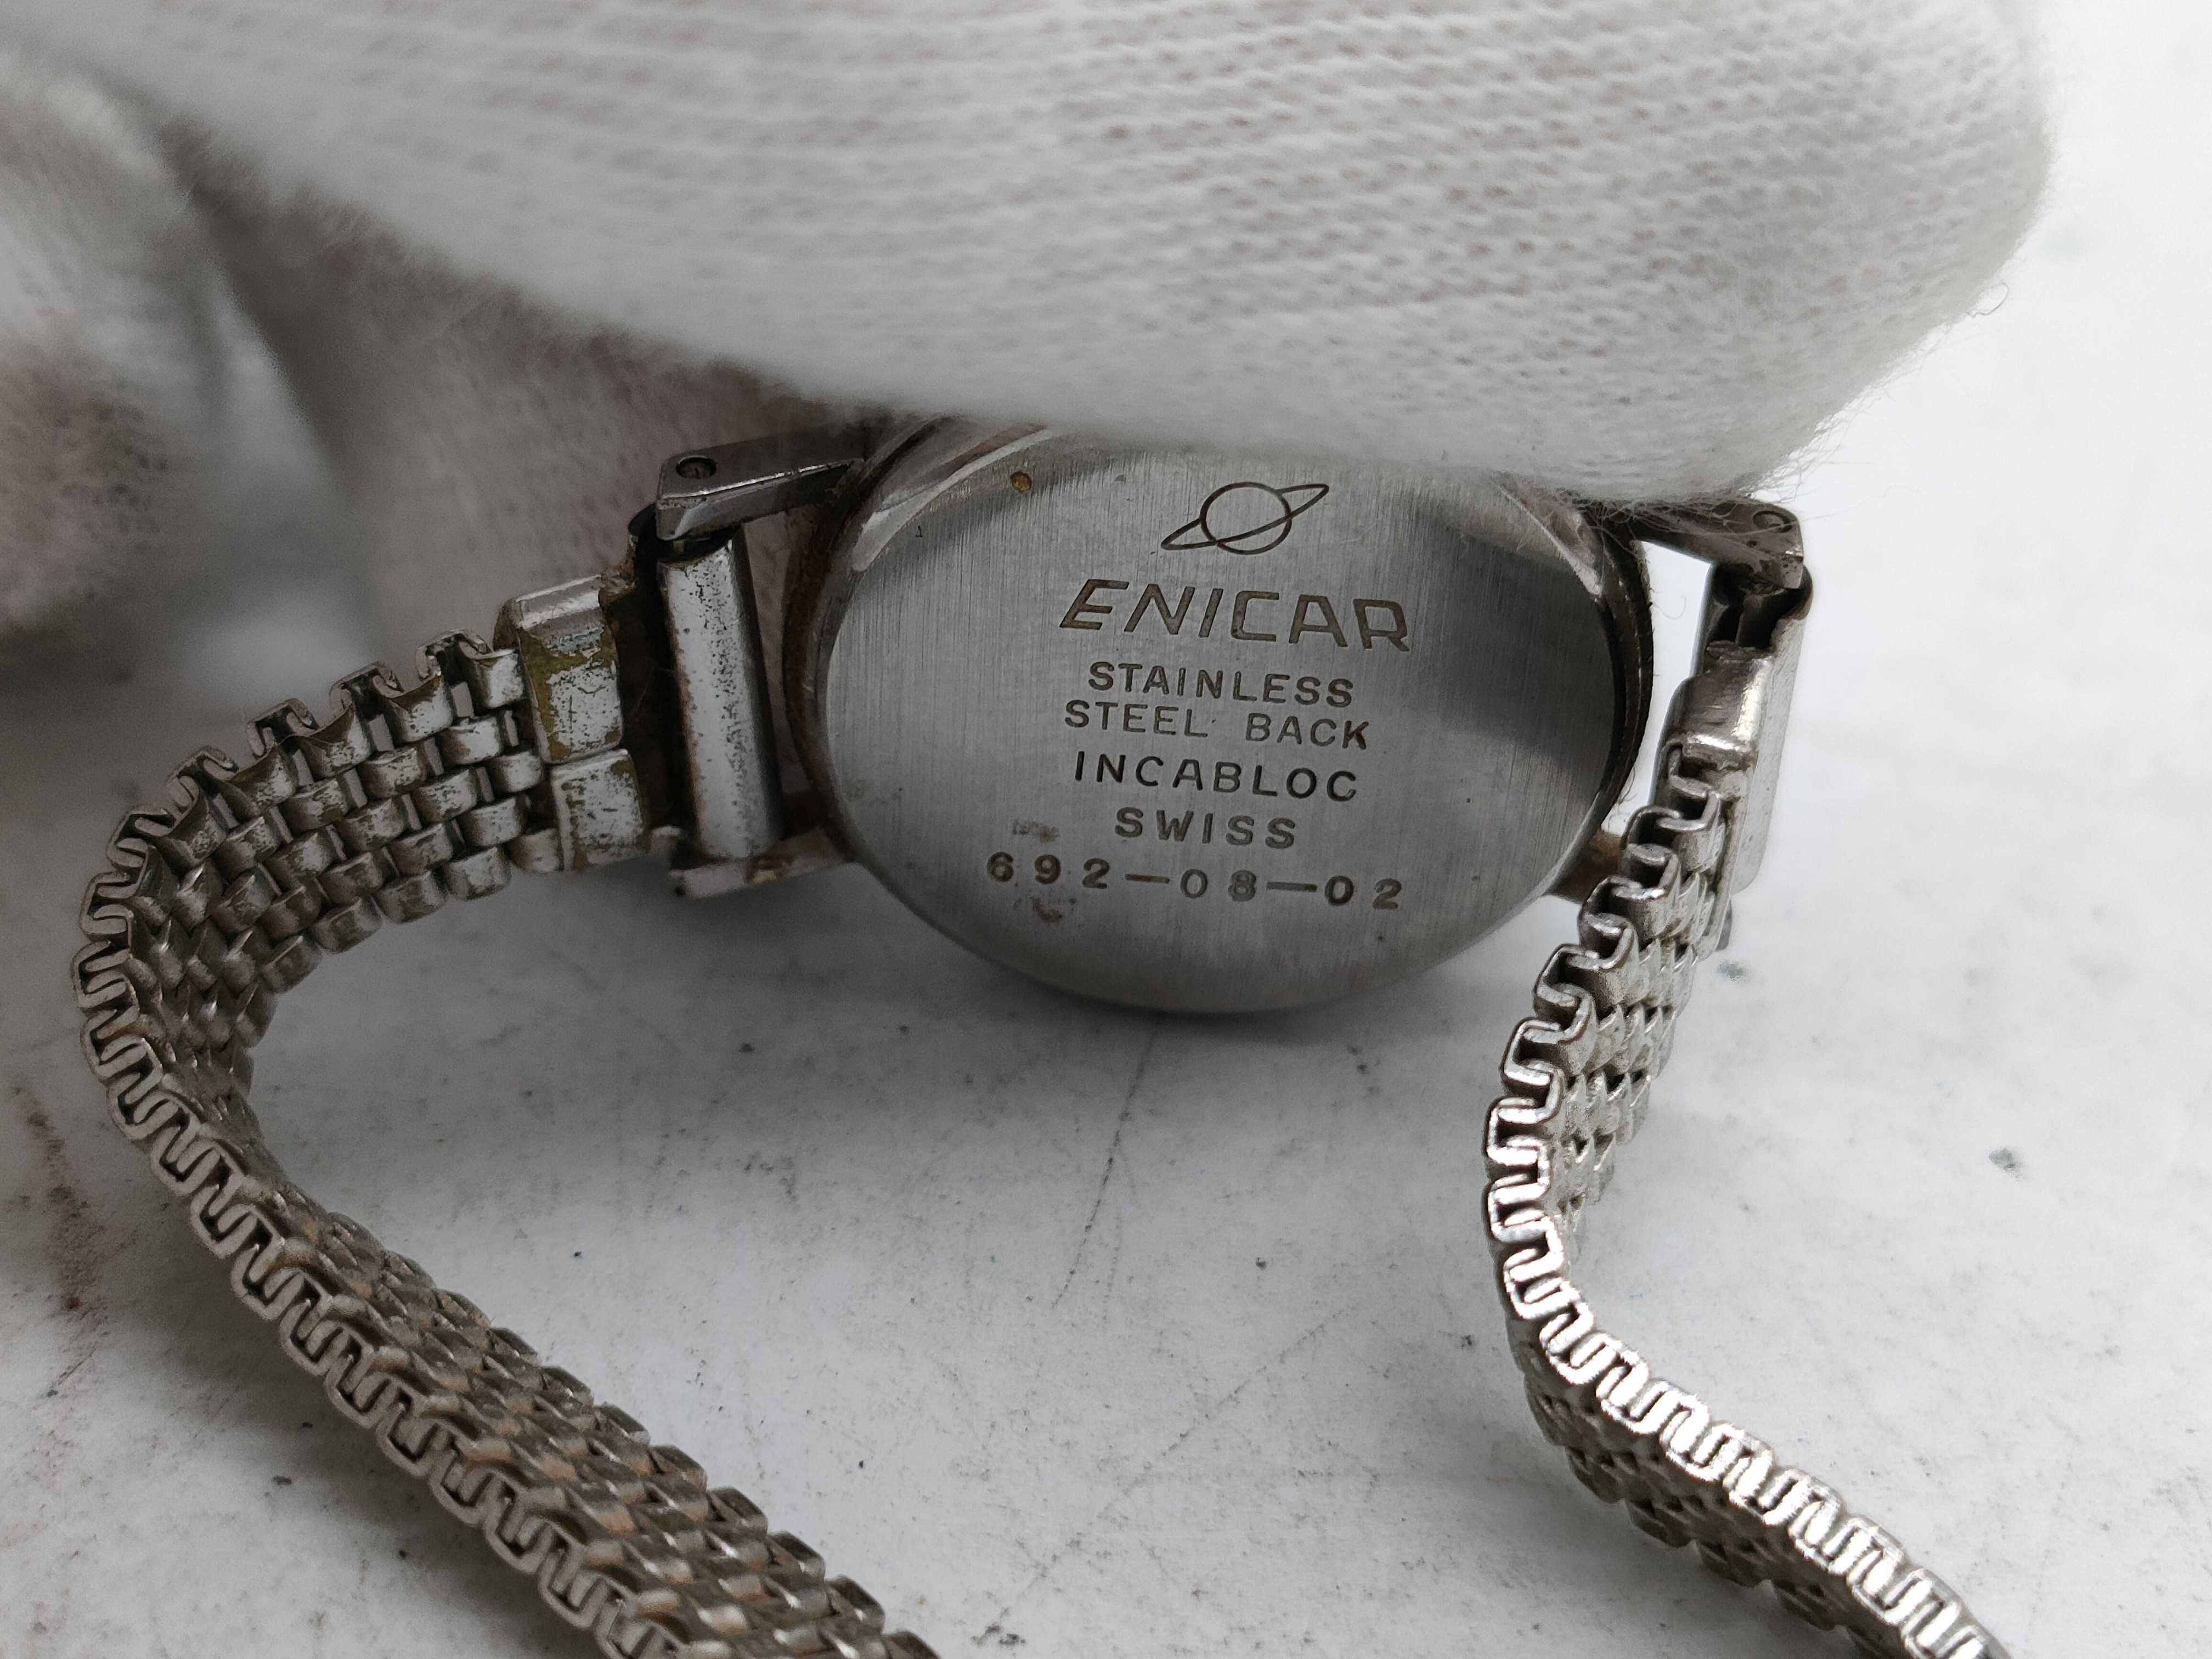 ENICAR
STAINLESS
STEEL BACK
INCABLOC
SWISS
692-08-02